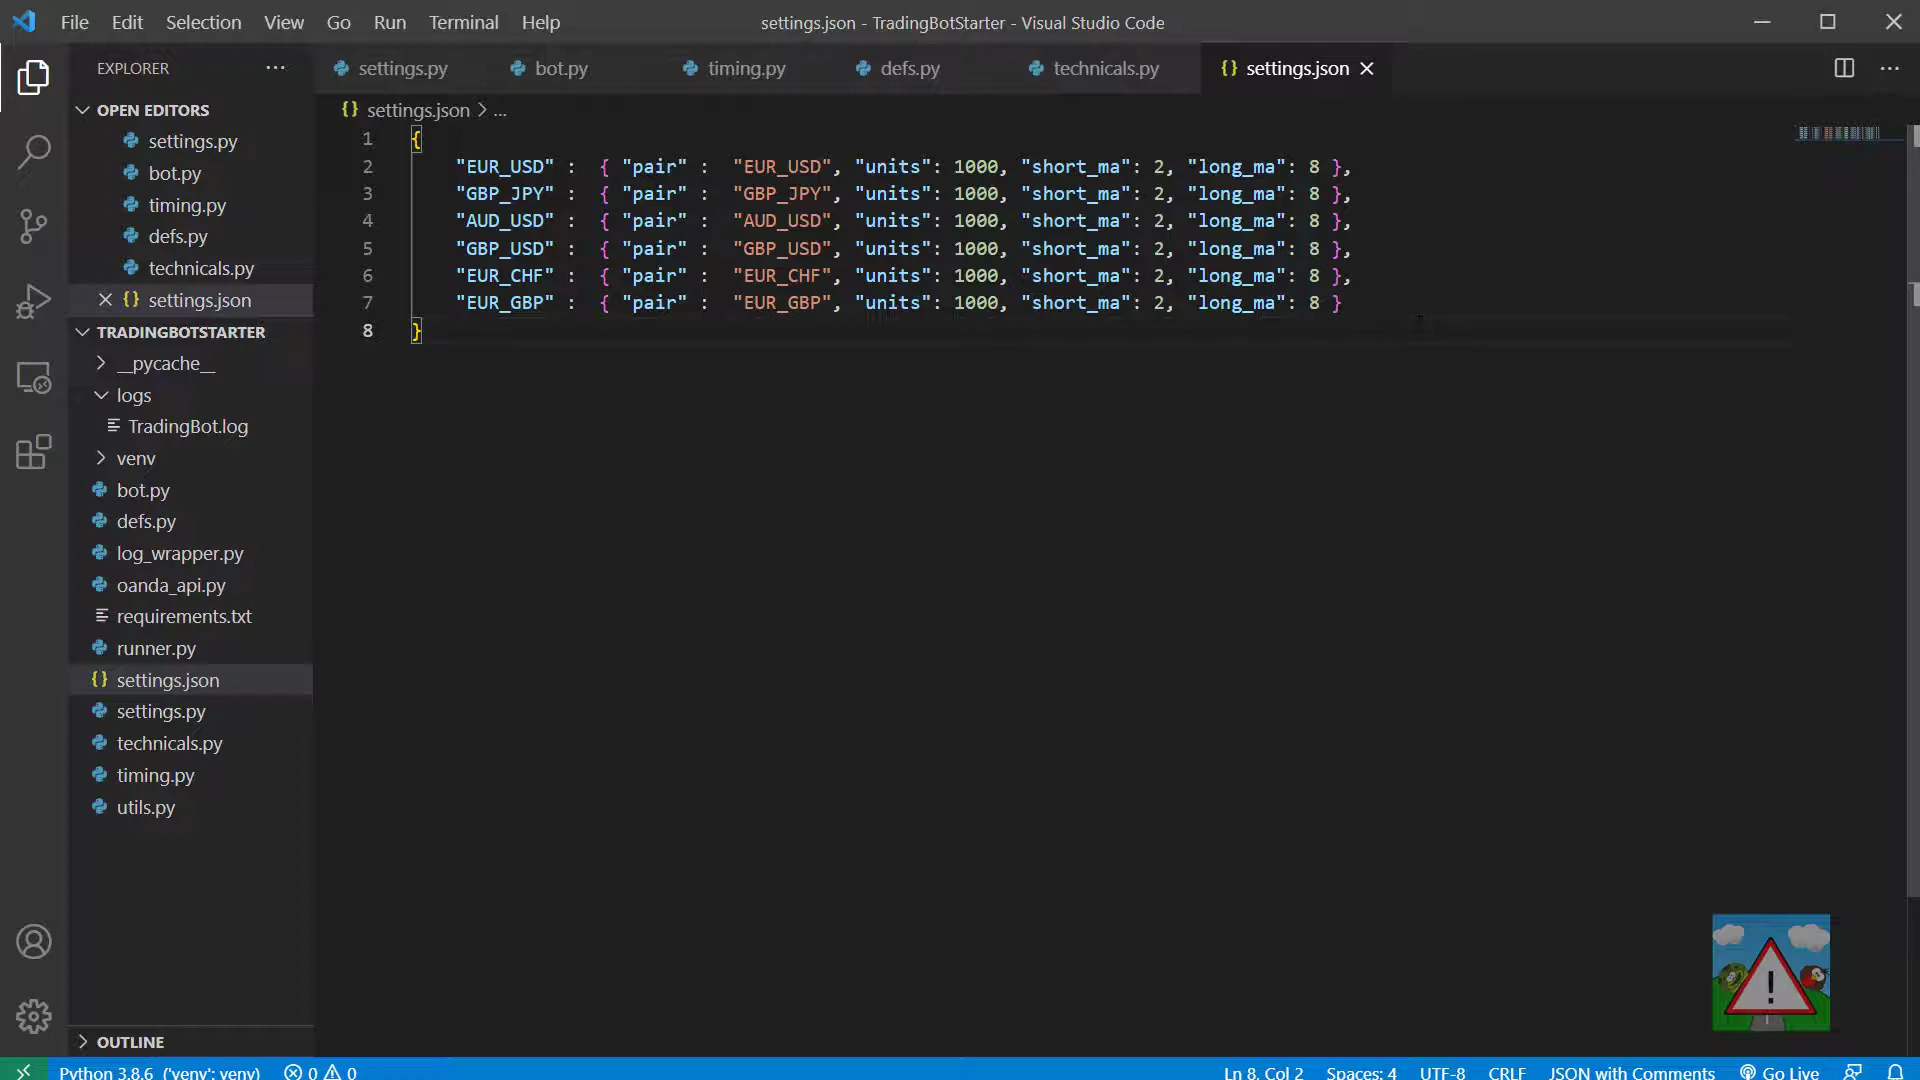 File Edit Selection View Go Run Terminal Help
settings.json - TradingBotStarter - Visual Studio Code
EXPLORER
settings.py bot.py timing.py defs.py technicals.py {} settings.json
OPEN EDITORS
settings.py
bot.py
timing.py
defs.py
technicals.py
{} settings.json
TRADINGBOTSTARTER
__pycache__
logs
TradingBot.log
venv
bot.py
defs.py
log_wrapper.py
oanda_api.py
requirements.txt
runner.py
{} settings.json
settings.py
technicals.py
timing.py
utils.py
OUTLINE
{} settings.json > ...
1 {
2 "EUR_USD" : { "pair" : "EUR_USD", "units": 1000, "short_ma": 2, "long_ma": 8 },
3 "GBP_JPY" : { "pair" : "GBP_JPY", "units": 1000, "short_ma": 2, "long_ma": 8 },
4 "AUD_USD" : { "pair" : "AUD_USD", "units": 1000, "short_ma": 2, "long_ma": 8 },
5 "GBP_USD" : { "pair" : "GBP_USD", "units": 1000, "short_ma": 2, "long_ma": 8 },
6 "EUR_CHF" : { "pair" : "EUR_CHF", "units": 1000, "short_ma": 2, "long_ma": 8 },
7 "EUR_GBP" : { "pair" : "EUR_GBP", "units": 1000, "short_ma": 2, "long_ma": 8 }
8 }
!
Python 3.8.6 ('venv': venv) 0 0 Ln 8, Col 2 Spaces: 4 UTF-8 CRLF JSON with Comments Go Live